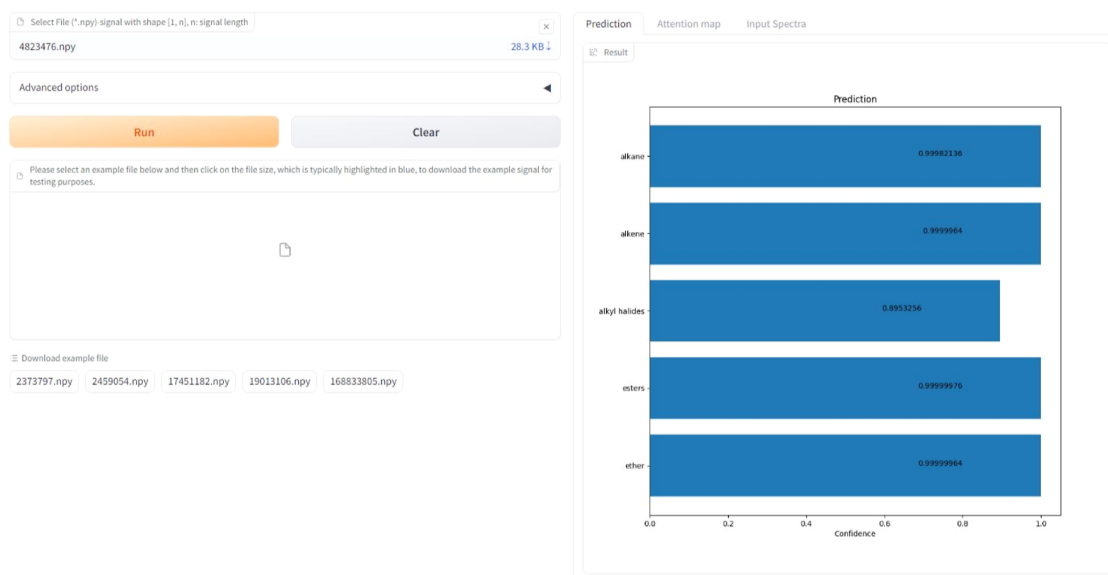 Select File (*.npy)-signal with shape [1, n], n: signal length
4823476.npy
28.3 KB ↓
Advanced options
Run
Clear
Please select an example file below and then click on the file size, which is typically highlighted in blue, to download the example signal for
testing purposes.
Download example file
2373797.npy
2459054.npy
17451182.npy
19013106.npy
168833805.npy
Prediction
Attention map
Input Spectra
Result
Prediction
alkane
0.99982136
alkene
0.9999964
alkyl halides
0.8953256
esters
0.99999976
ether
0.99999964
0.0 0.2 0.4 0.6 0.8 1.0
Confidence